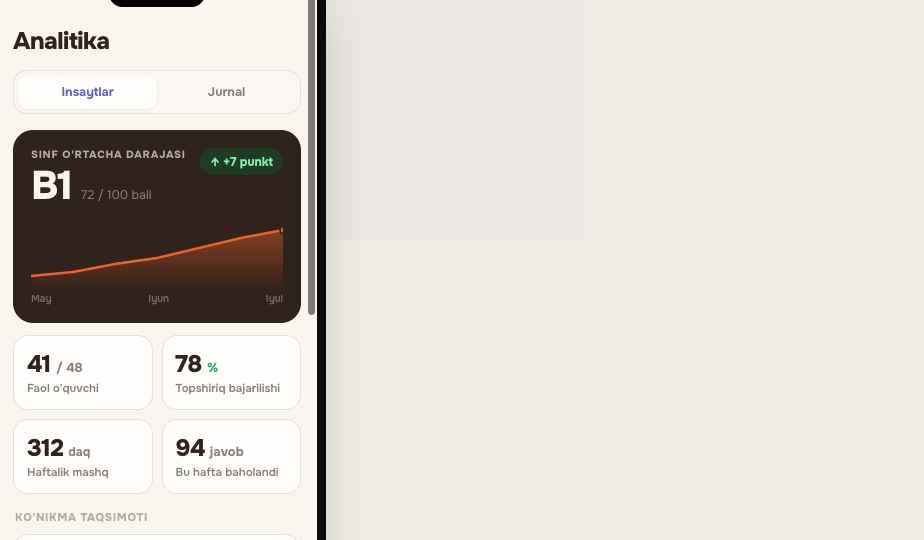 Analitika
Insaytlar
Jurnal
SINF O'RTACHA DARAJASI
↑ +7 punkt
B1 72 / 100 ball
May Iyun Iyul
41 / 48
Faol o'quvchi
78 %
Topshiriq bajarilishi
312 daq
Haftalik mashq
94 javob
Bu hafta baholandi
KO'NIKMA TAQSIMOTI